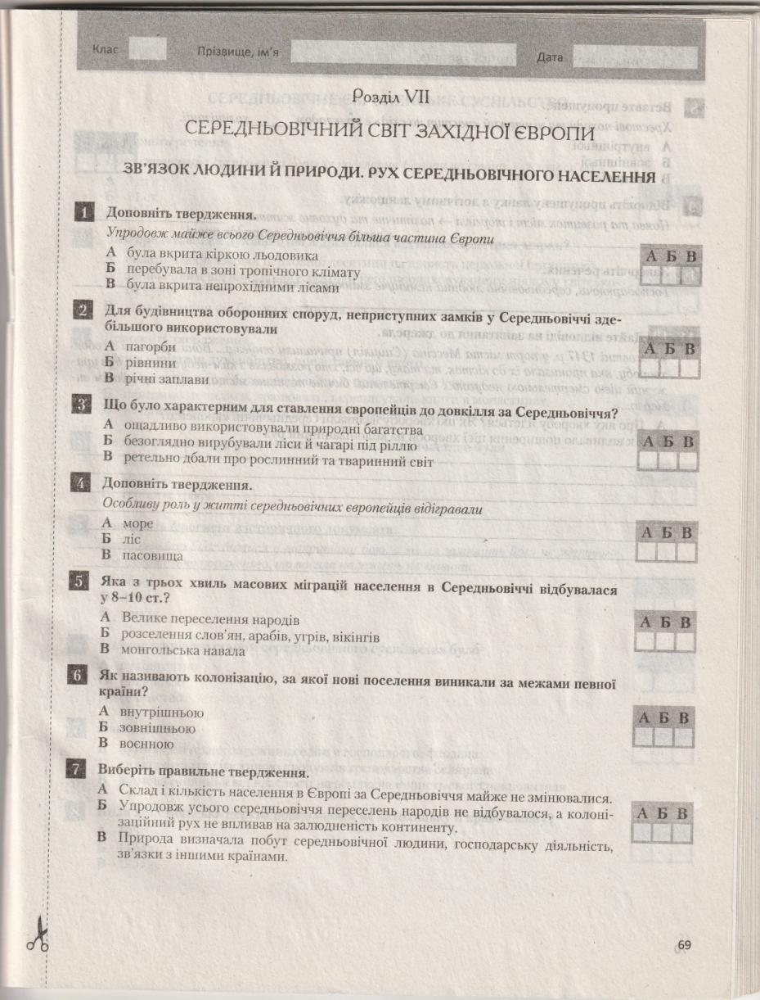 Клас
Прізвище, ім’я
Дата
Розділ VII
СЕРЕДНЬОВІЧНИЙ СВІТ ЗАХІДНОЇ ЄВРОПИ
ЗВ’ЯЗОК ЛЮДИНИ Й ПРИРОДИ. РУХ СЕРЕДНЬОВІЧНОГО НАСЕЛЕННЯ
1 Доповніть твердження.
Упродовж майже всього Середньовіччя більша частина Європи
А була вкрита кіркою льодовика
Б перебувала в зоні тропічного клімату
В була вкрита непрохідними лісами
А Б В
2 Для будівництва оборонних споруд, неприступних замків у Середньовіччі зде-
більшого використовували
А пагорби
Б рівнини
В річні заплави
А Б В
3 Що було характерним для ставлення європейців до довкілля за Середньовіччя?
А ощадливо використовували природні багатства
Б безоглядно вирубували ліси й чагарі під ріллю
В ретельно дбали про рослинний та тваринний світ
А Б В
4 Доповніть твердження.
Особливу роль у житті середньовічних європейців відігравали
А море
Б ліс
В пасовища
А Б В
5 Яка з трьох хвиль масових міграцій населення в Середньовіччі відбувалася
у 8–10 ст.?
А Велике переселення народів
Б розселення слов’ян, арабів, угрів, вікінгів
В монгольська навала
А Б В
6 Як називають колонізацію, за якої нові поселення виникали за межами певної
країни?
А внутрішньою
Б зовнішньою
В воєнною
А Б В
7 Виберіть правильне твердження.
А Склад і кількість населення в Європі за Середньовіччя майже не змінювалися.
Б Упродовж усього середньовіччя переселень народів не відбувалося, а колоні-
заційний рух не впливав на залюдненість континенту.
В Природа визначала побут середньовічної людини, господарську діяльність,
зв’язки з іншими країнами.
А Б В
69